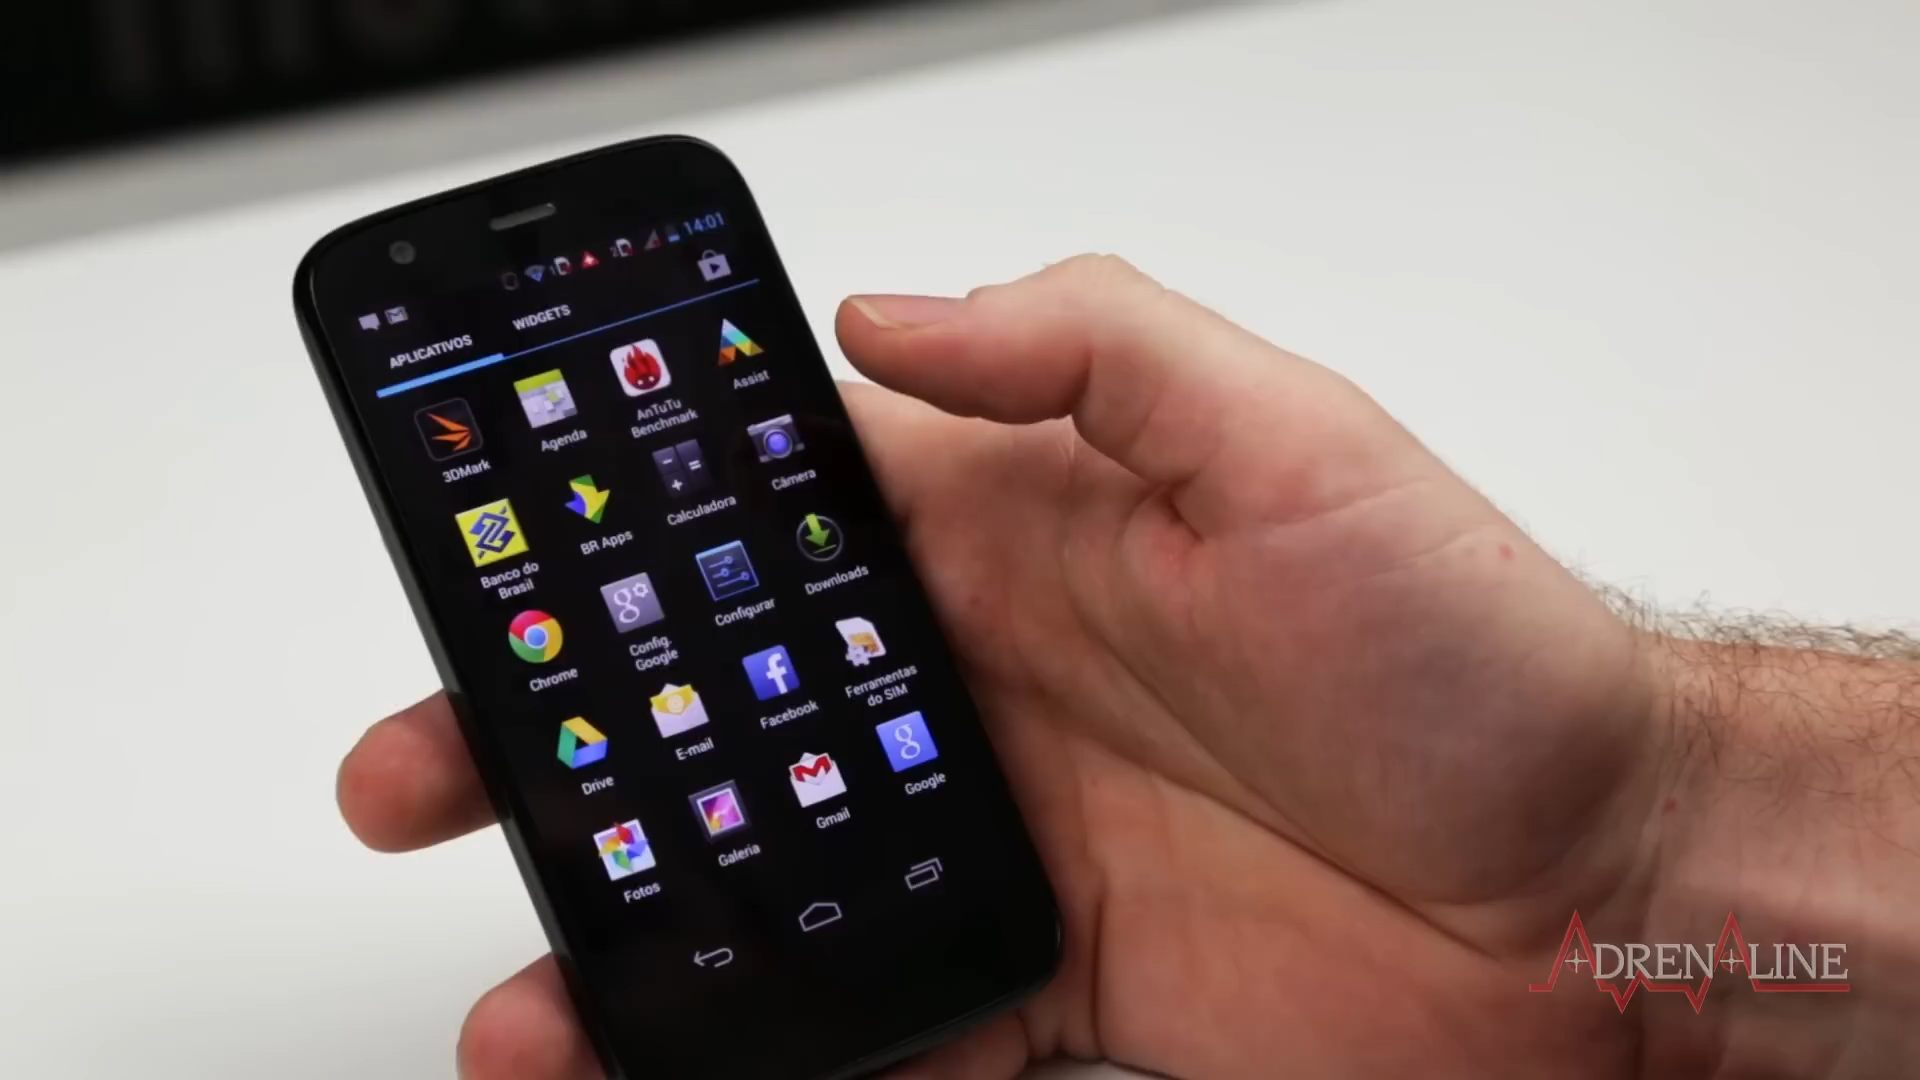 14:01
APLICATIVOS
WIDGETS
3DMark
Agenda
AnTuTu
Benchmark
Assist
Banco do
Brasil
BR Apps
Calculadora
Câmera
Chrome
Config.
Google
Configurar
Downloads
Drive
E-mail
Facebook
Ferramentas
do SIM
Fotos
Galeria
Gmail
Google
ADRENALINE